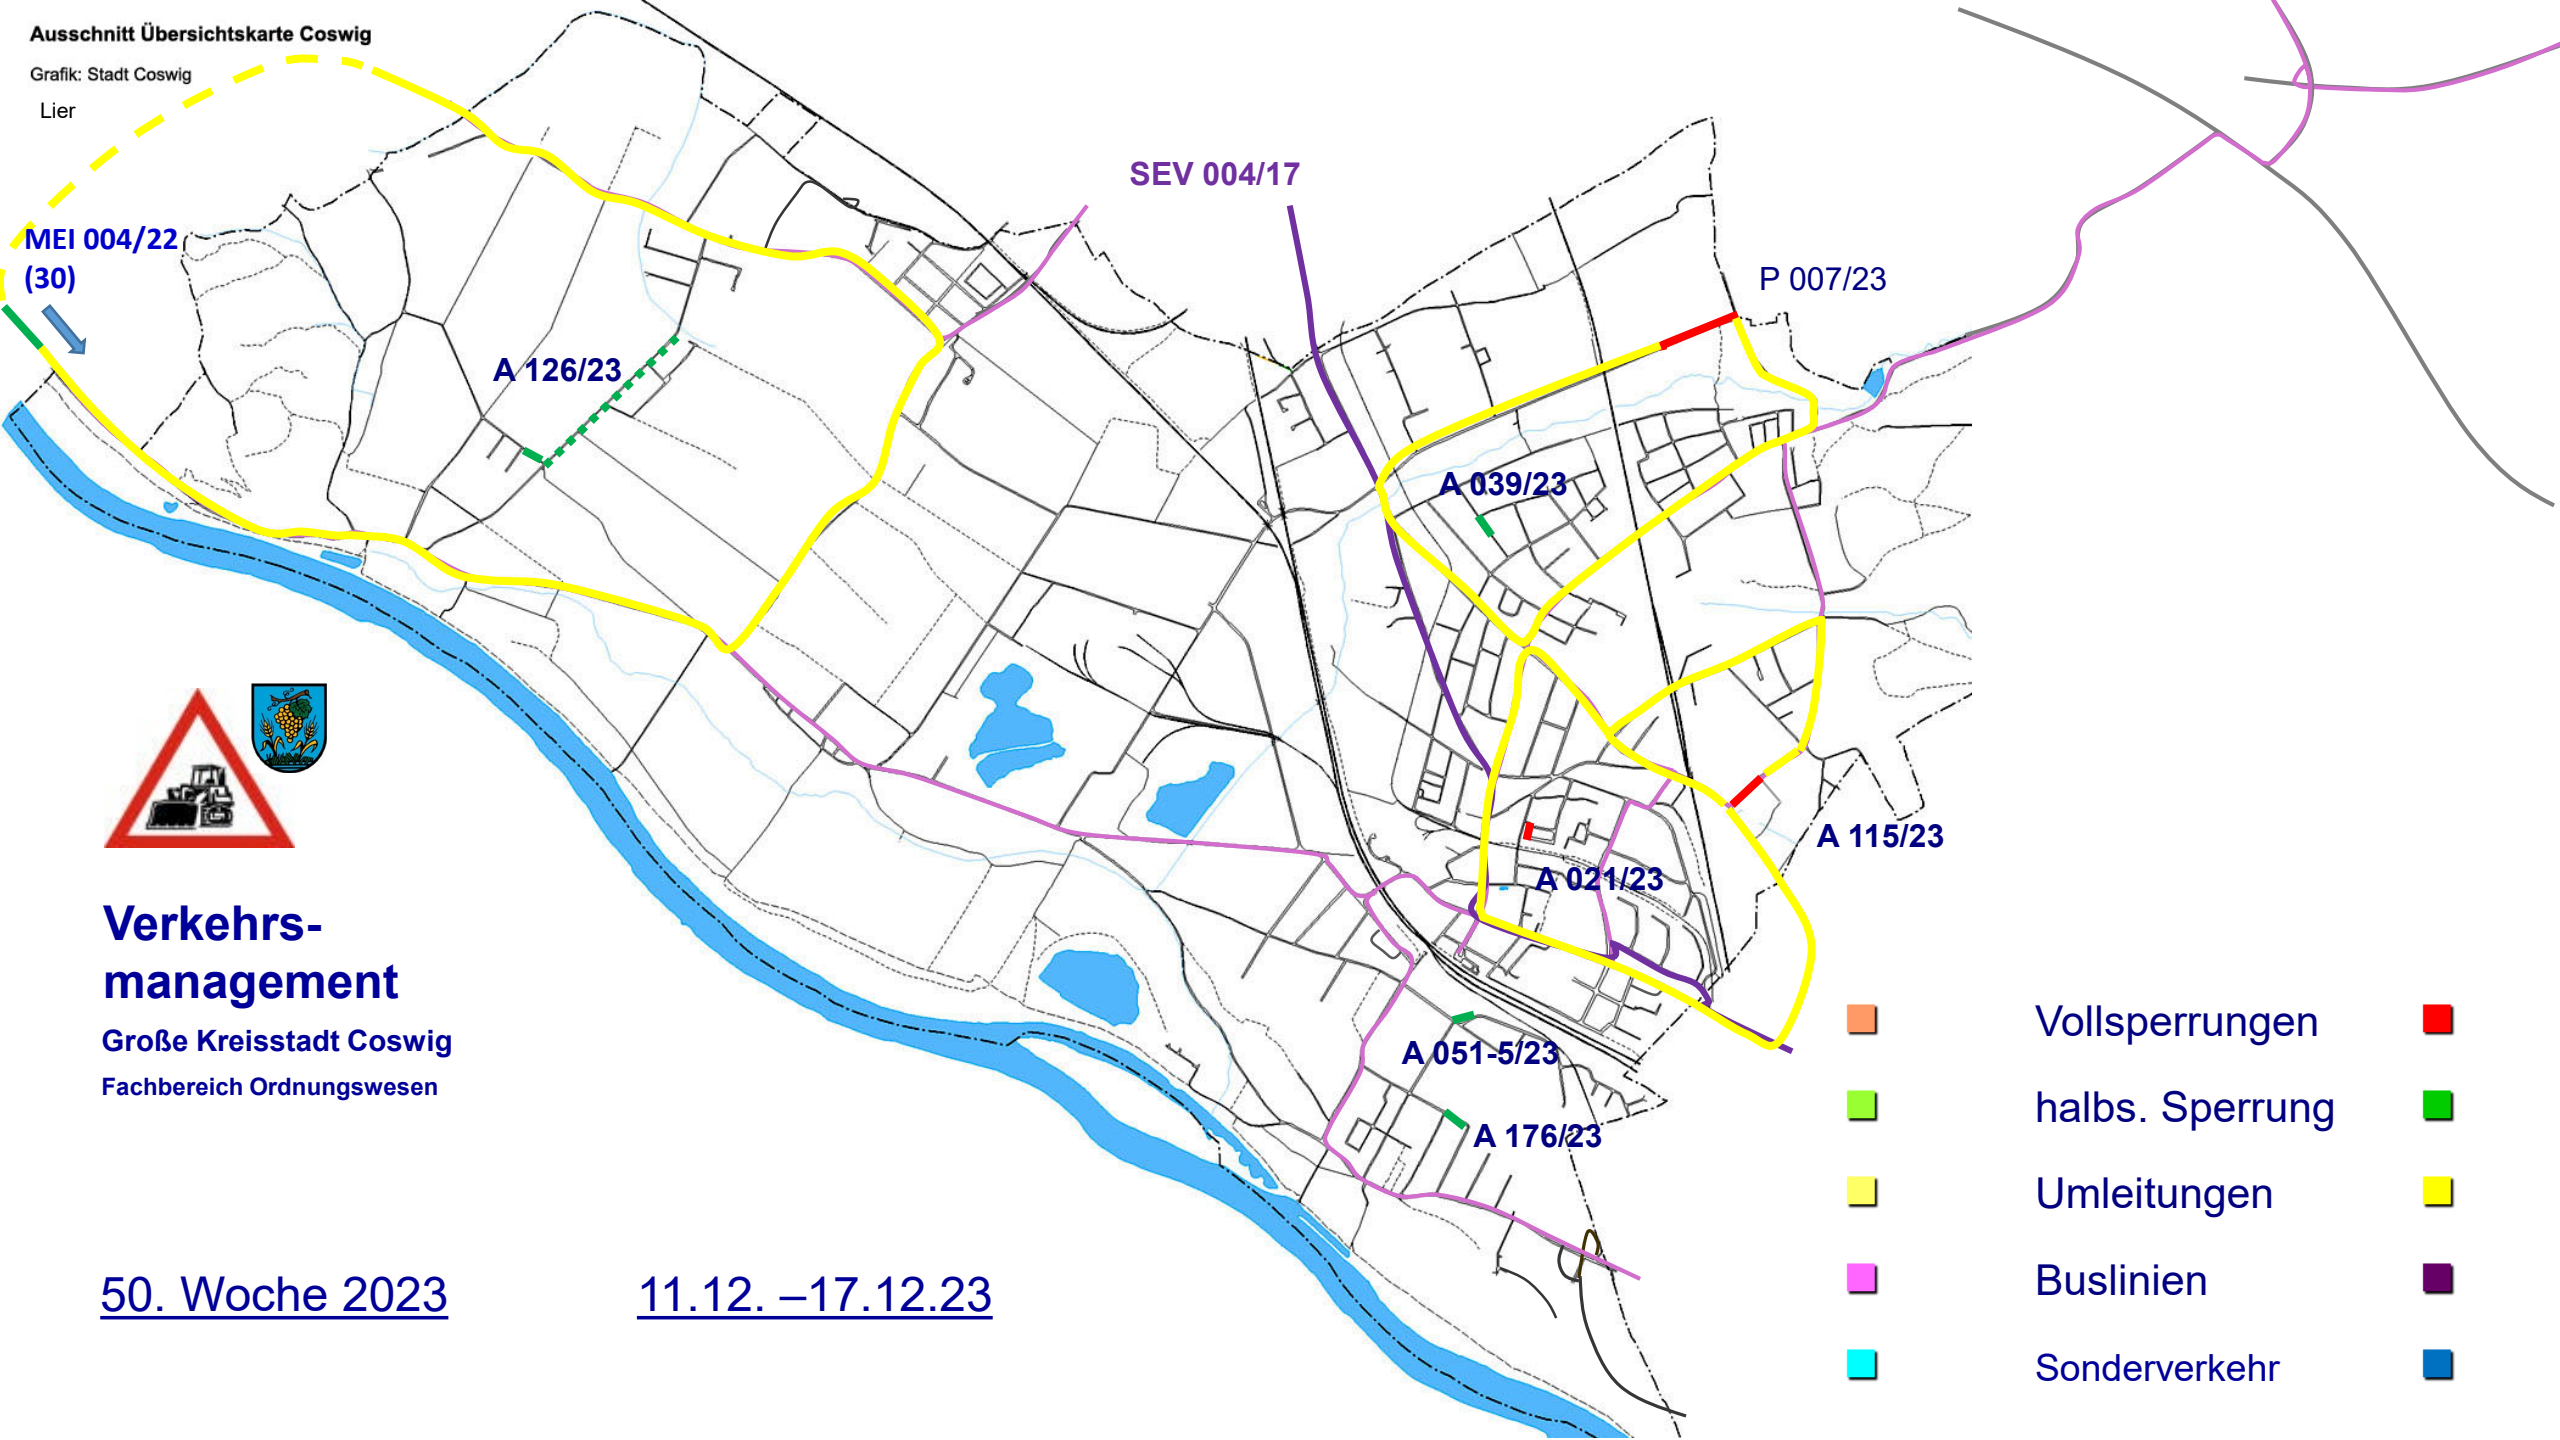 Ausschnitt Übersichtskarte Coswig
Grafik: Stadt Coswig
Lier
SEV 004/17
MEI 004/22
(30)
P 007/23
A 126/23
A 039/23
A 115/23
A 021/23
A 051-5/23
A 176/23
Verkehrs-
management
Große Kreisstadt Coswig
Fachbereich Ordnungswesen
50. Woche 2023
11.12. –17.12.23
Vollsperrungen
halbs. Sperrung
Umleitungen
Buslinien
Sonderverkehr